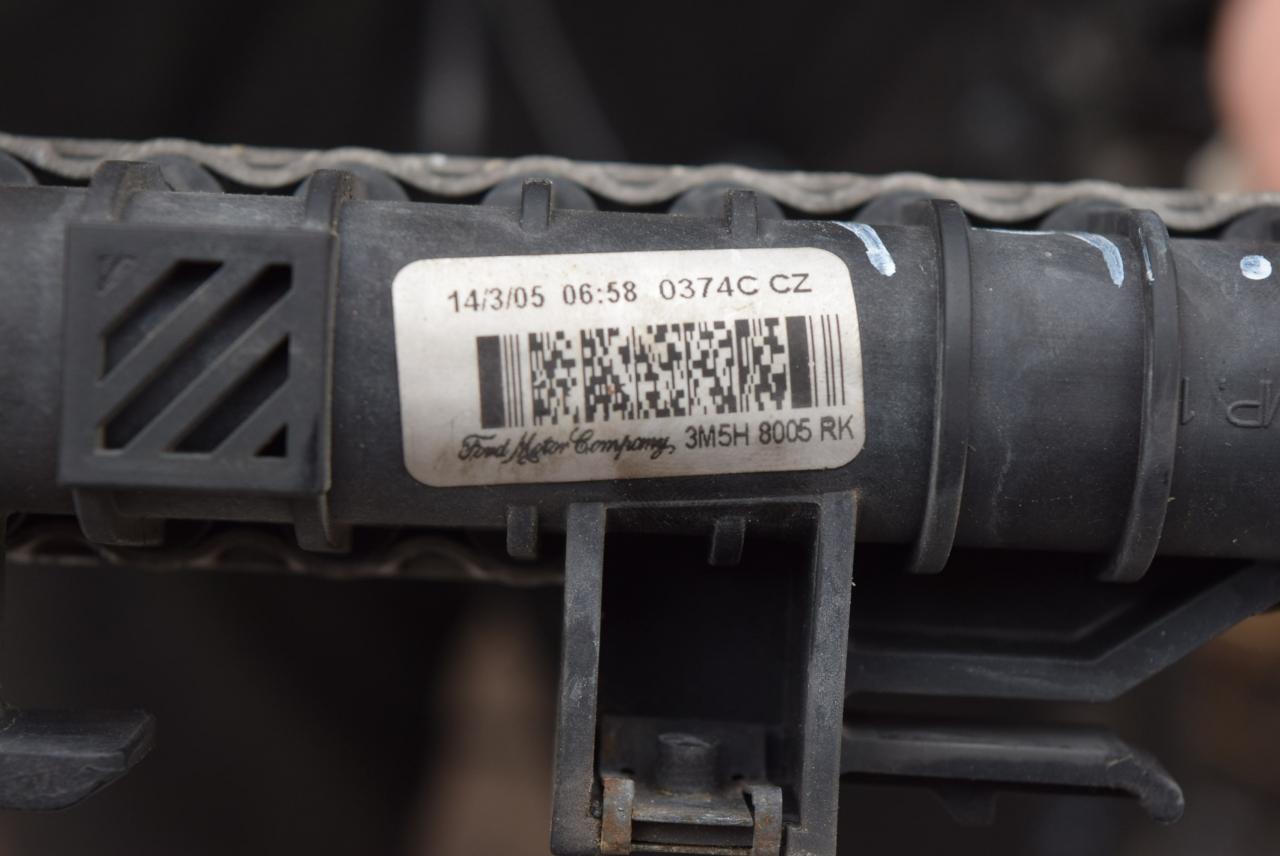 14/3/05 06:58 0374C CZ
Ford Motor Company, 3M5H 8005 RK